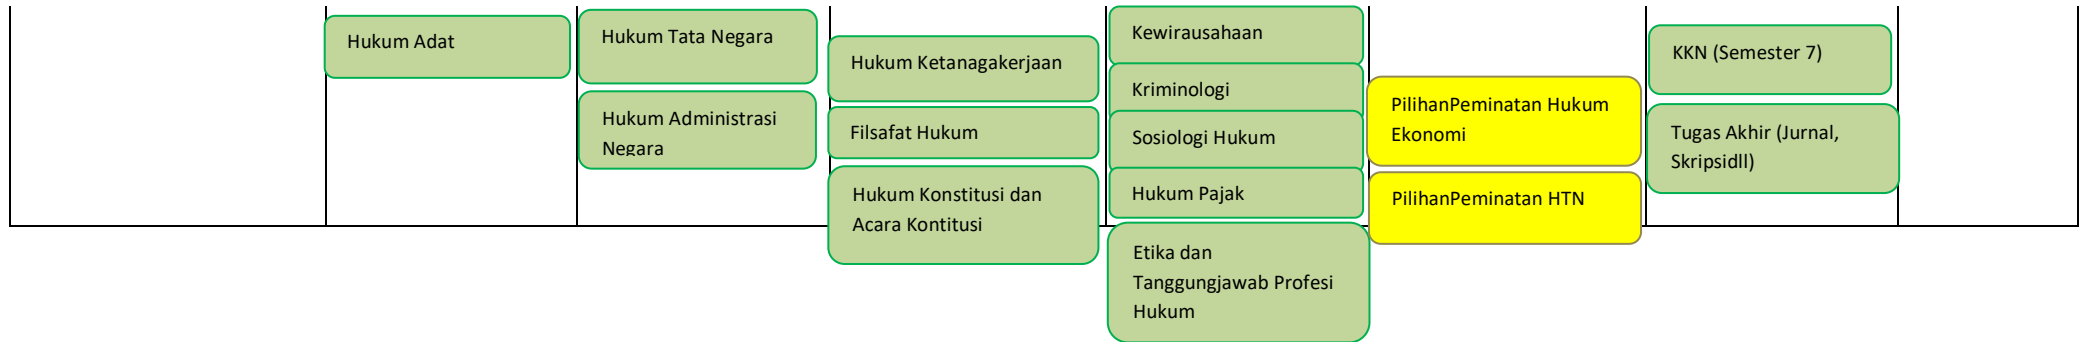 Hukum Adat
Hukum Tata Negara
Hukum Administrasi
Negara
Hukum Ketanagakerjaan
Filsafat Hukum
Hukum Konstitusi dan
Acara Kontitusi
Kewirausahaan
Kriminologi
Sosiologi Hukum
Hukum Pajak
Etika dan
Tanggungjawab Profesi
Hukum
PilihanPeminatan Hukum
Ekonomi
PilihanPeminatan HTN
KKN (Semester 7)
Tugas Akhir (Jurnal,
Skripsidll)